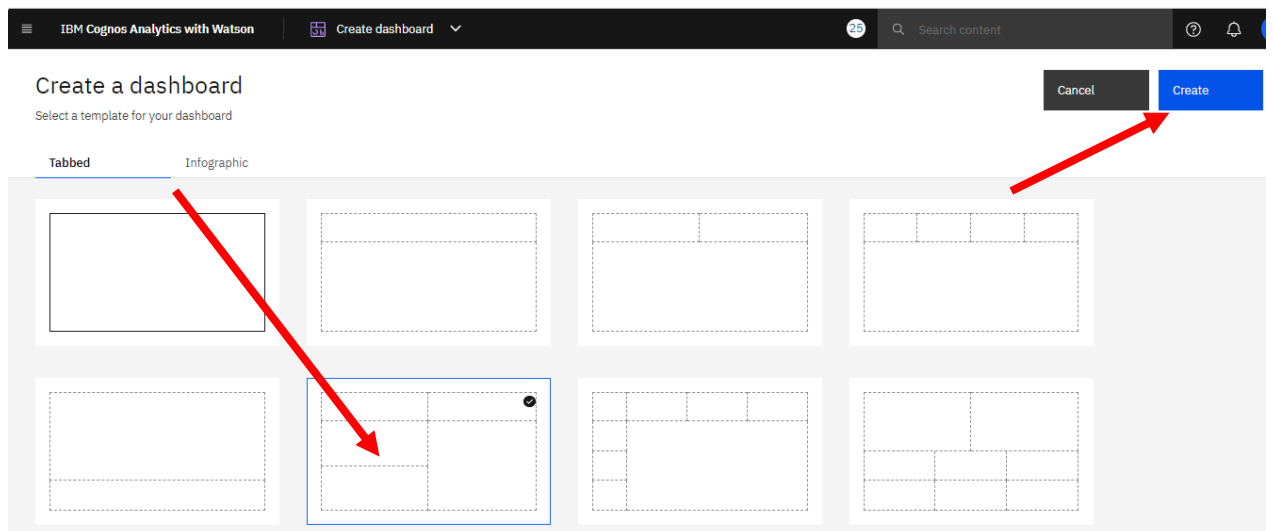 IBM Cognos Analytics with Watson Create dashboard 25 Search content
Create a dashboard
Select a template for your dashboard
Cancel Create
Tabbed Infographic